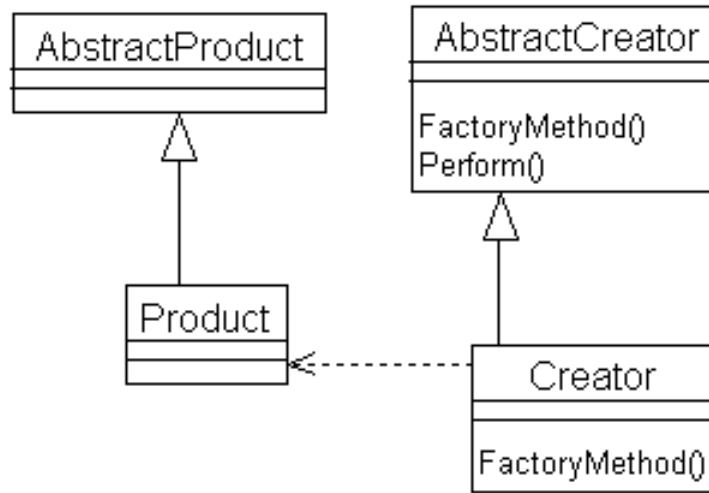 AbstractProduct
AbstractCreator
FactoryMethod()
Perform()
Product
Creator
FactoryMethod()